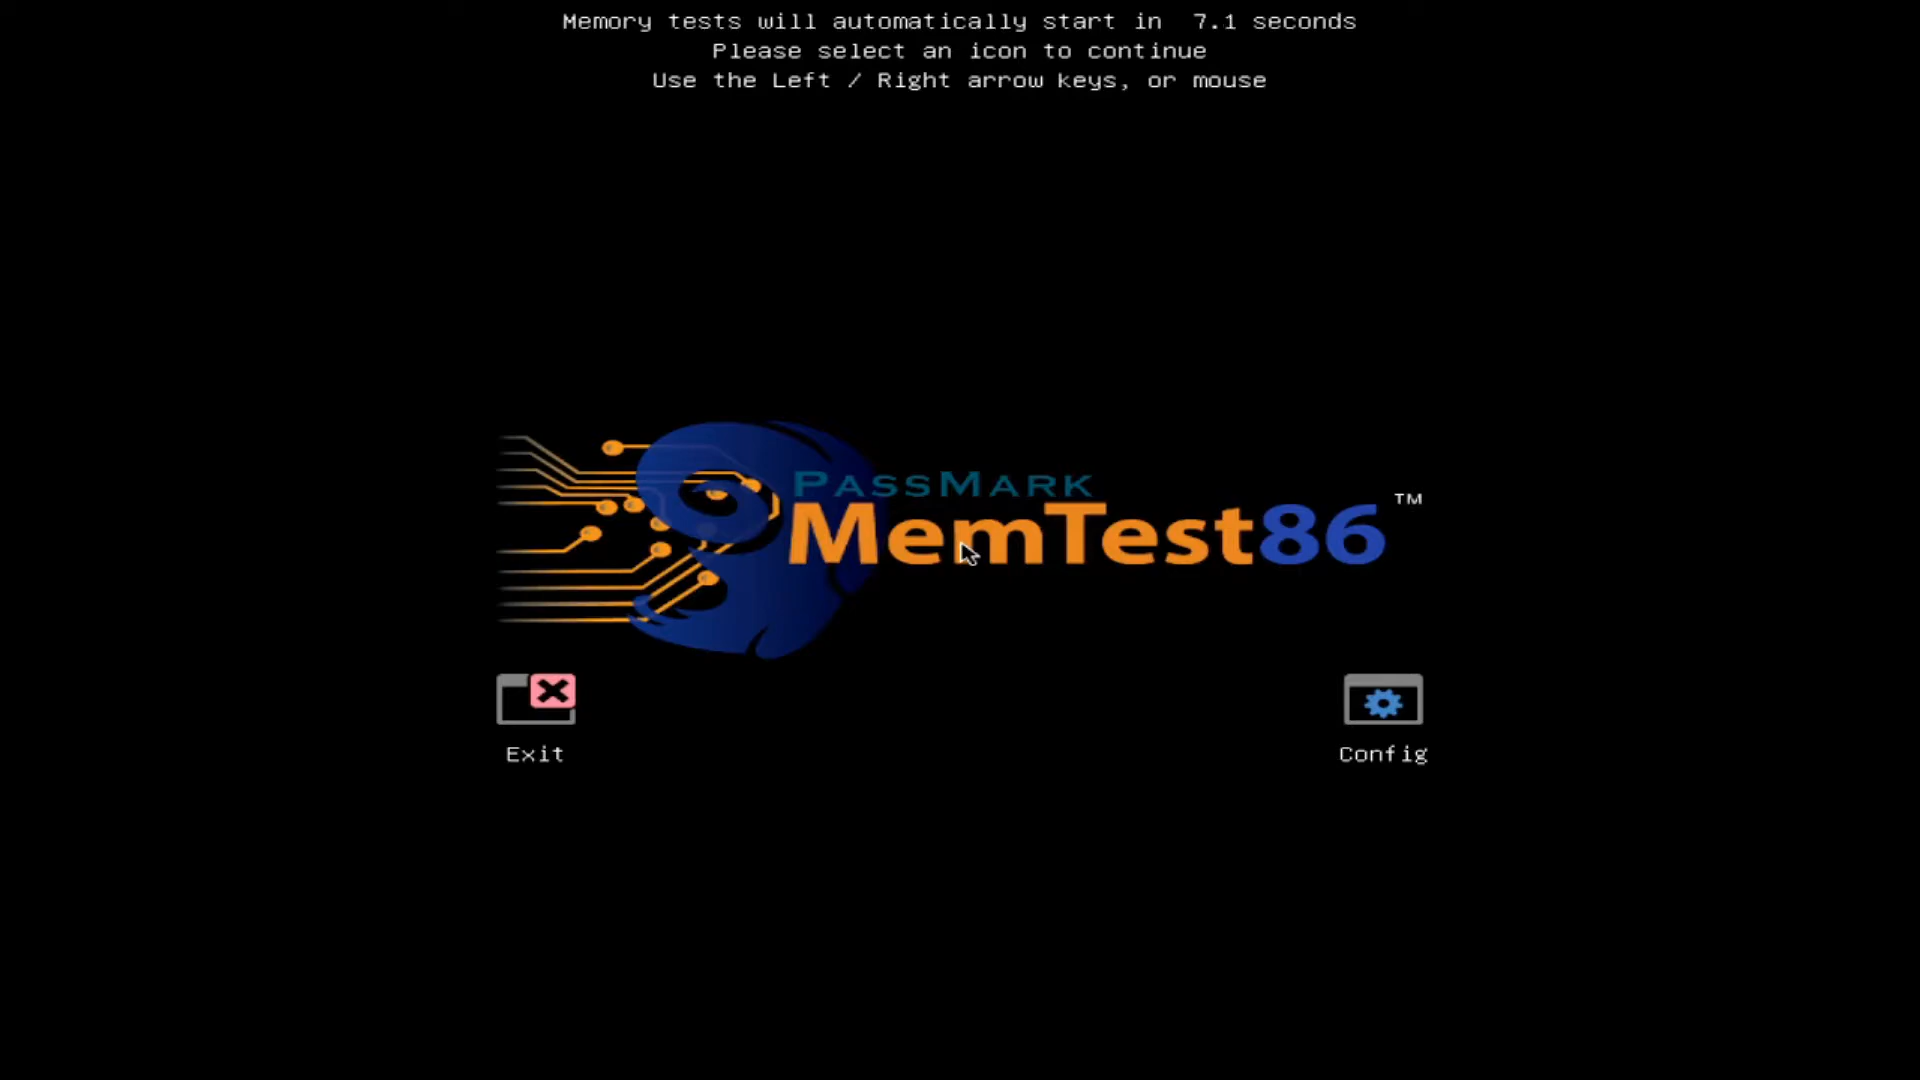 Memory tests will automatically start in  7.1 seconds
Please select an icon to continue
Use the Left / Right arrow keys, or mouse
PASSMARK
MemTest86™
Exit
Config